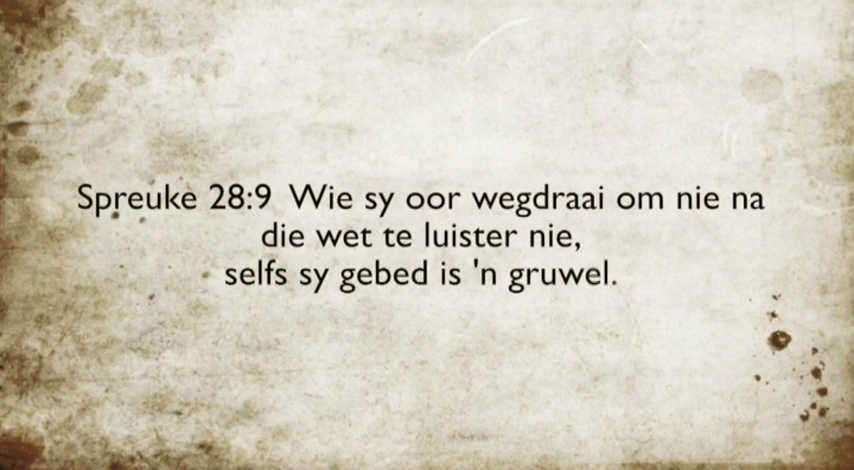 Spreuke 28:9 Wie sy oor wegdraai om nie na
die wet te luister nie,
selfs sy gebed is 'n gruwel.